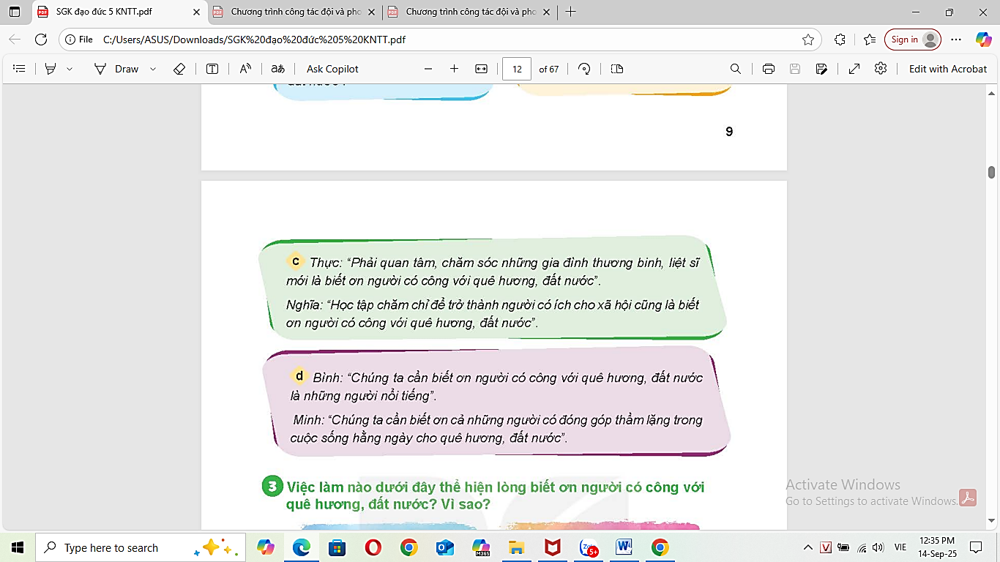 SGK đạo đức 5 KNTT.pdf
Chương trình công tác đội và pho
Chương trình công tác đội và pho
File C:/Users/ASUS/Downloads/SGK%20đạo%20đức%205%20KNTT.pdf
Sign in
Draw
aあ
Ask Copilot
12 of 67
Edit with Acrobat
9
c Thực: “Phải quan tâm, chăm sóc những gia đình thương binh, liệt sĩ
mới là biết ơn người có công với quê hương, đất nước”.
Nghĩa: “Học tập chăm chỉ để trở thành người có ích cho xã hội cũng là biết
ơn người có công với quê hương, đất nước”.
d Bình: “Chúng ta cần biết ơn người có công với quê hương, đất nước
là những người nổi tiếng”.
Minh: “Chúng ta cần biết ơn cả những người có đóng góp thầm lặng trong
cuộc sống hằng ngày cho quê hương, đất nước”.
3 Việc làm nào dưới đây thể hiện lòng biết ơn người có công với
quê hương, đất nước? Vì sao?
Activate Windows
Go to Settings to activate Windows.
Type here to search
M365
5+
VIE
12:35 PM
14-Sep-25